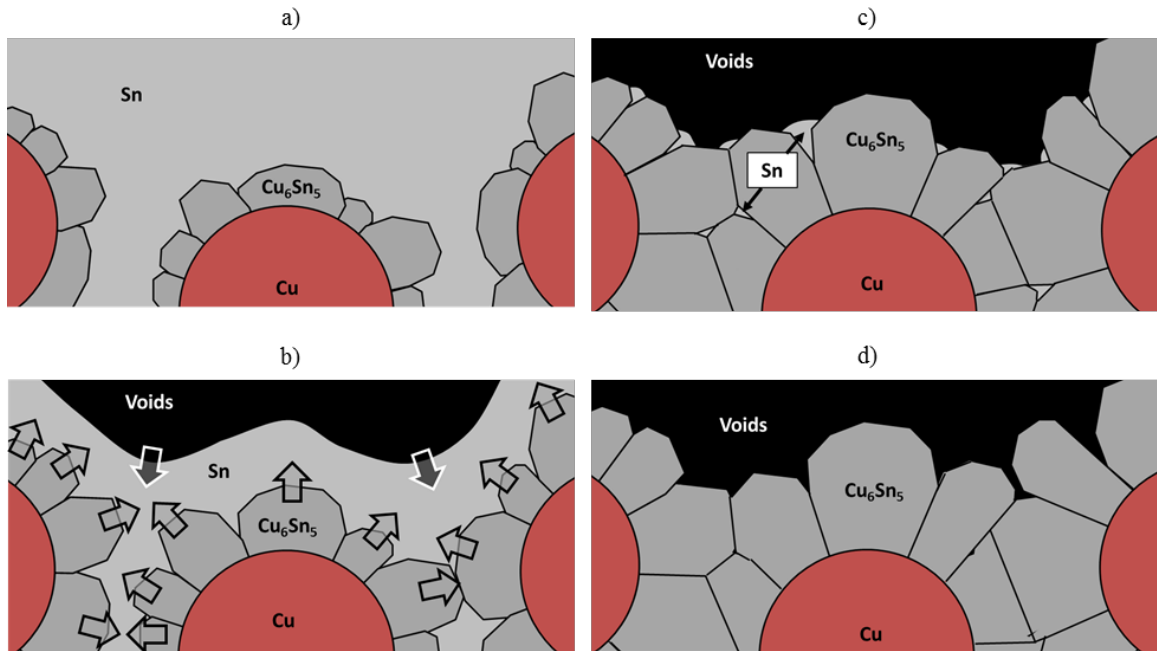 a)
Sn
Cu₆Sn₅
Cu
b)
Voids
Sn
Cu₆Sn₅
Cu
c)
Voids
Cu₆Sn₅
Sn
Cu
d)
Voids
Cu₆Sn₅
Cu